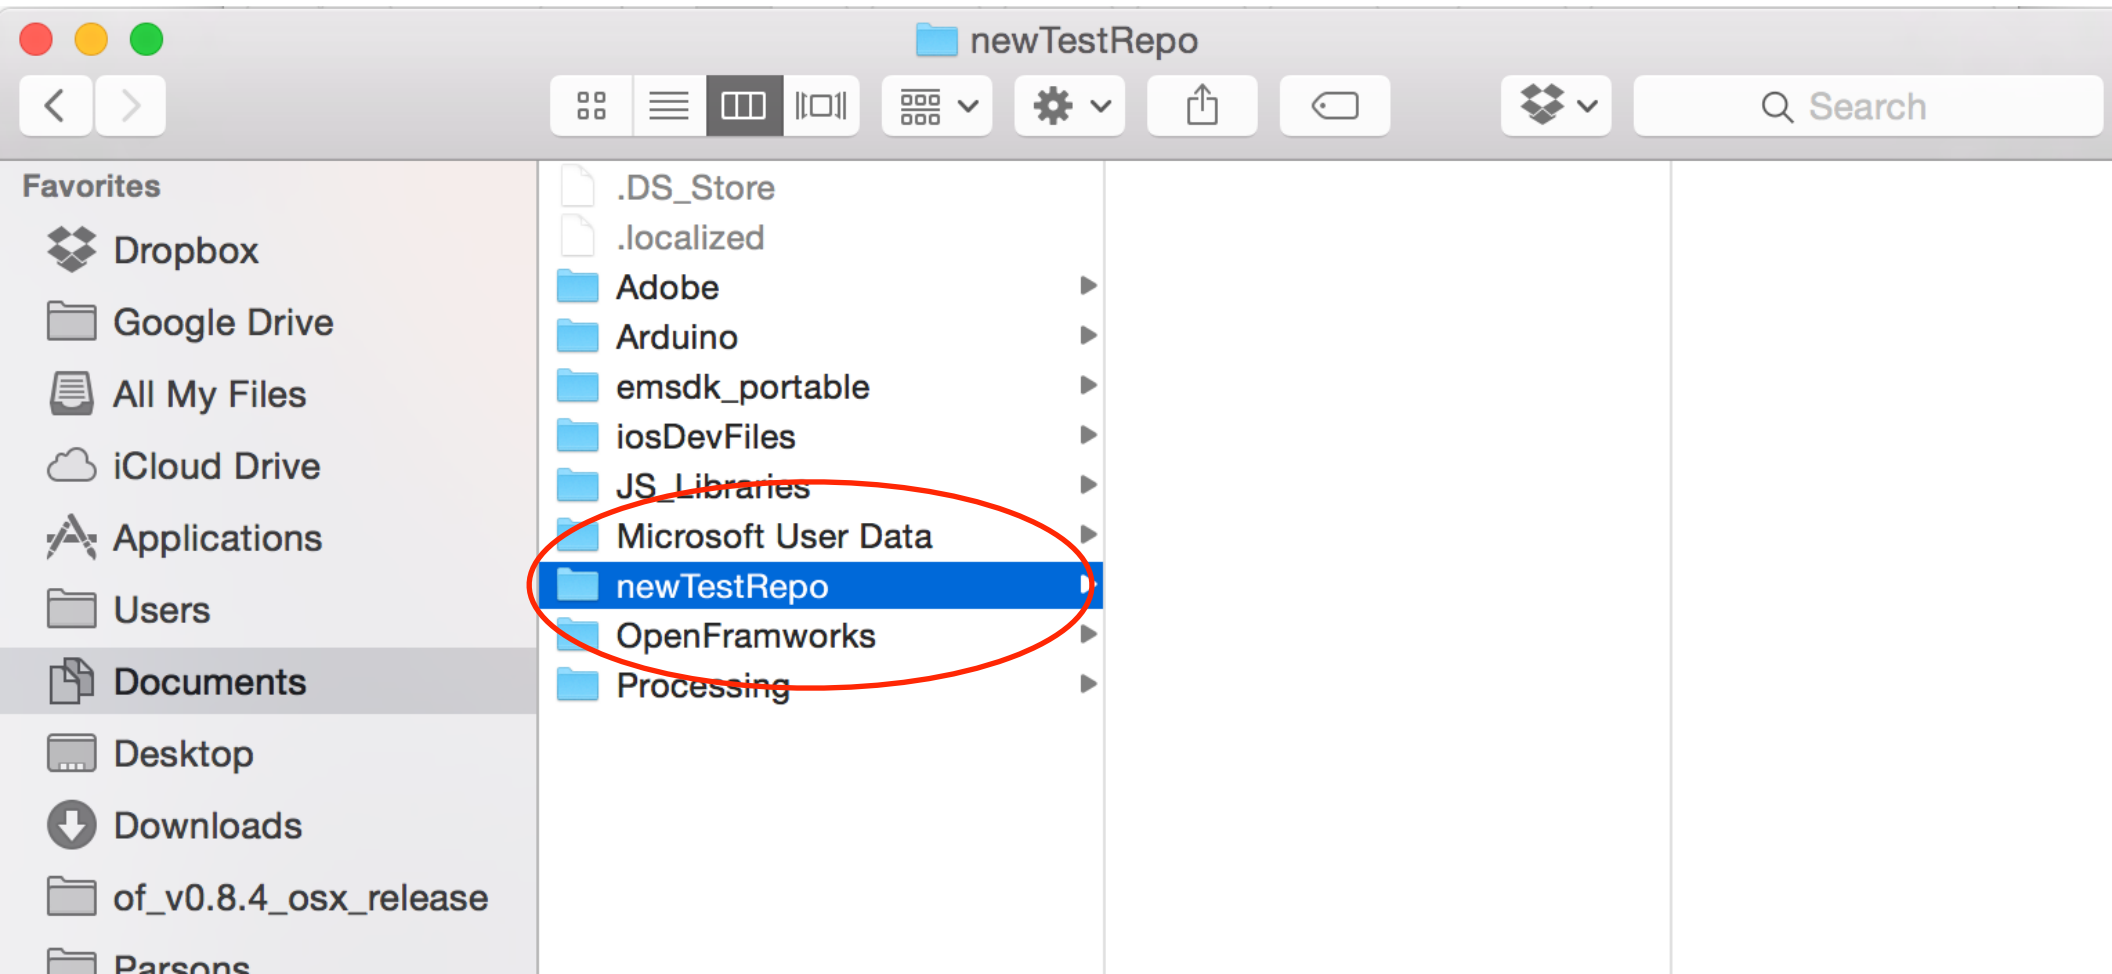 newTestRepo
Search
Favorites
Dropbox
Google Drive
All My Files
iCloud Drive
Applications
Users
Documents
Desktop
Downloads
of_v0.8.4_osx_release
Parsons
.DS_Store
.localized
Adobe
Arduino
emsdk_portable
iosDevFiles
JS_Libraries
Microsoft User Data
newTestRepo
OpenFramworks
Processing